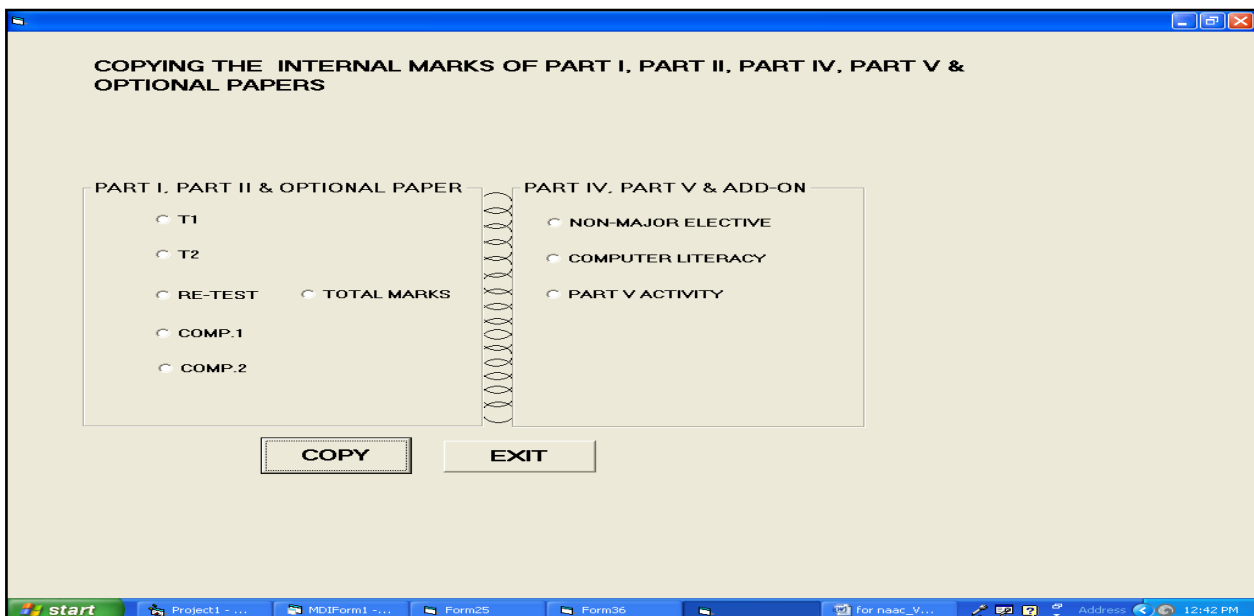 COPYING THE INTERNAL MARKS OF PART I, PART II, PART IV, PART V &
OPTIONAL PAPERS
PART I, PART II & OPTIONAL PAPER
T1
T2
RE-TEST
TOTAL MARKS
COMP.1
COMP.2
PART IV, PART V & ADD-ON
NON-MAJOR ELECTIVE
COMPUTER LITERACY
PART V ACTIVITY
COPY
EXIT
start
Project1 - ...
MDIForm1 -...
Form25
Form36
for naac_V...
Address
12:42 PM